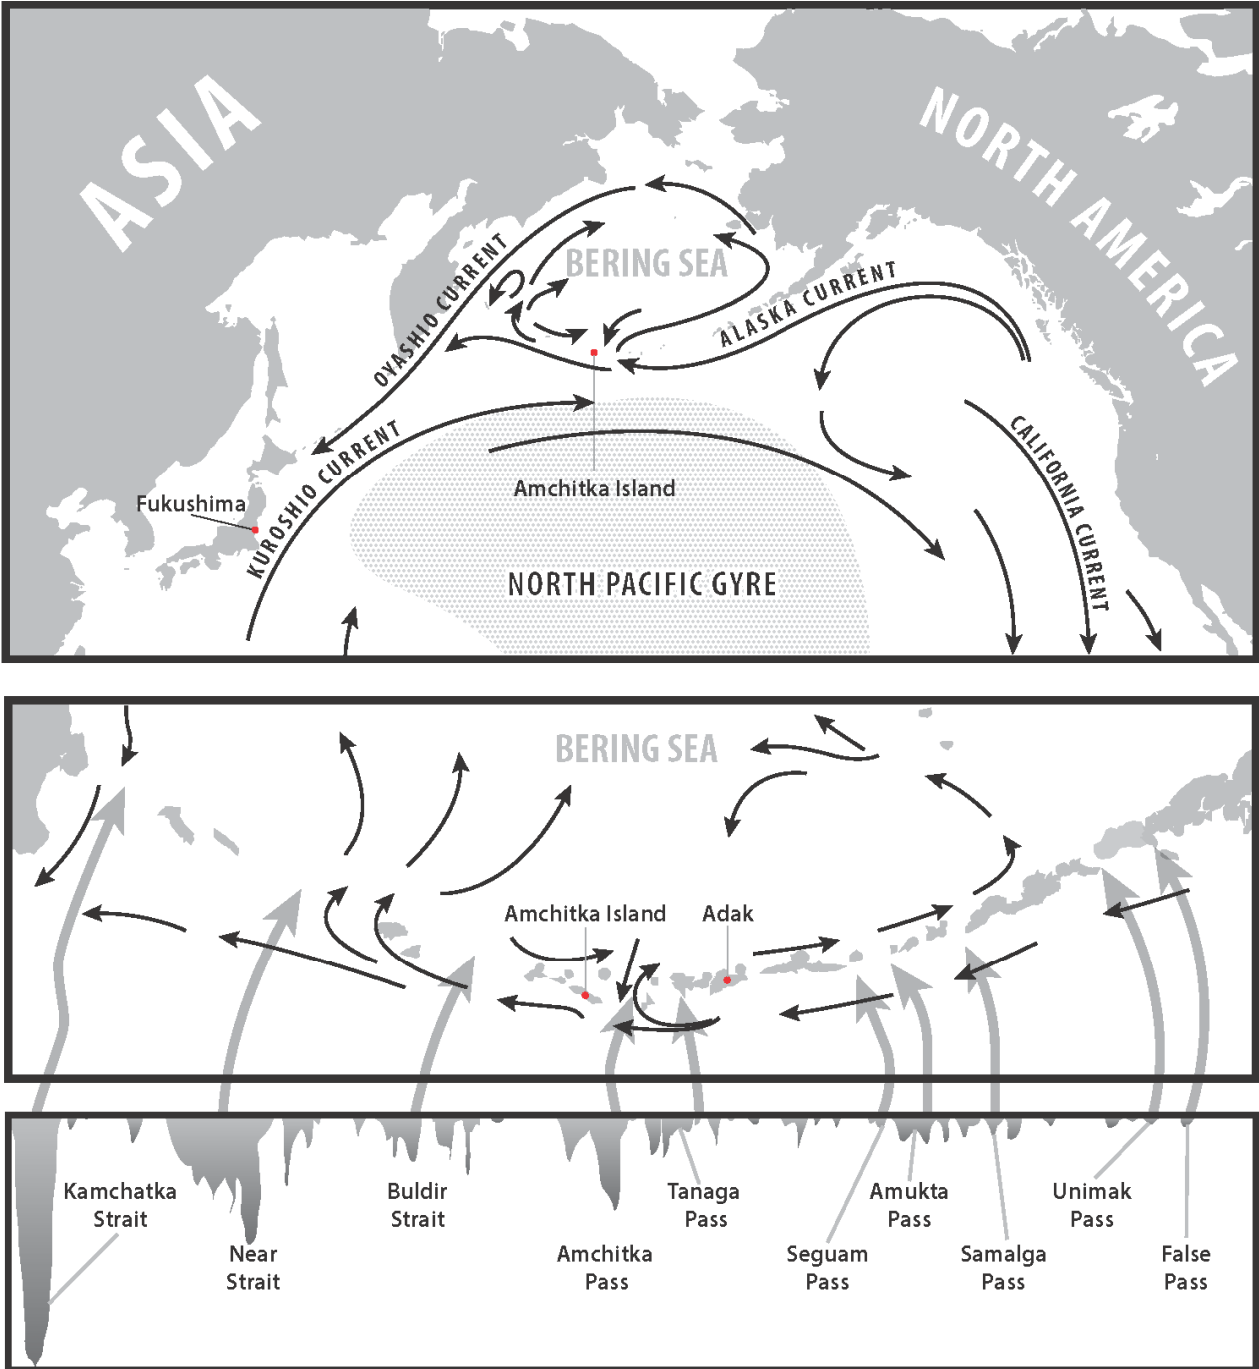 ASIA
NORTH AMERICA
BERING SEA
OYASHIO CURRENT
ALASKA CURRENT
KUROSHIO CURRENT
CALIFORNIA CURRENT
Amchitka Island
Fukushima
NORTH PACIFIC GYRE
BERING SEA
Amchitka Island
Adak
Kamchatka
Strait
Near
Strait
Buldir
Strait
Amchitka
Pass
Tanaga
Pass
Seguam
Pass
Amukta
Pass
Samalga
Pass
Unimak
Pass
False
Pass